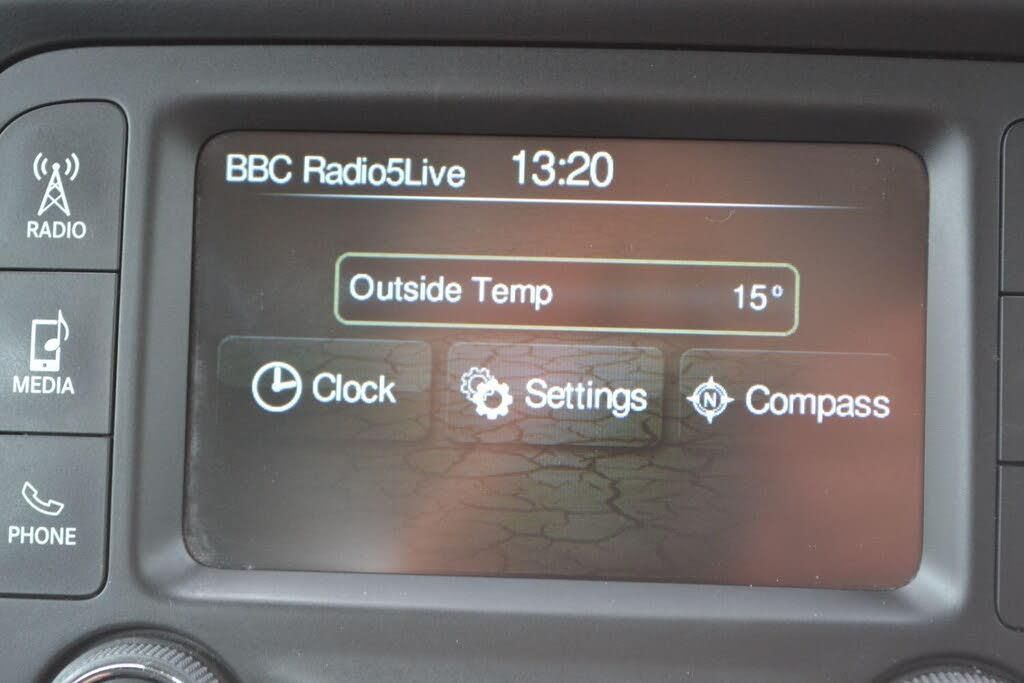 BBC Radio5Live 13:20
RADIO
Outside Temp 15°
MEDIA
Clock Settings N Compass
PHONE